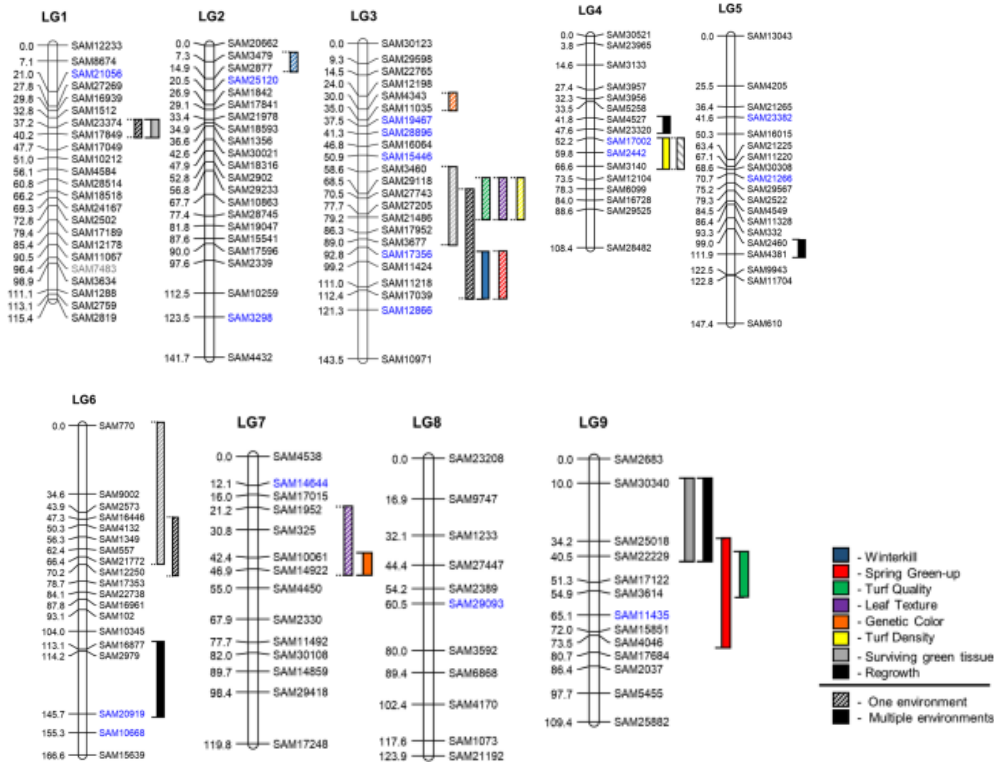 LG1
0.0 SAM12233
7.1 SAM8674
21.0 SAM21056
27.8 SAM27269
29.8 SAM16939
32.8 SAM1512
37.2 SAM23374
40.2 SAM17849
47.7 SAM17049
51.0 SAM10212
56.1 SAM4584
60.8 SAM28514
66.2 SAM18518
69.3 SAM24167
72.8 SAM2502
79.4 SAM17189
85.4 SAM12178
90.5 SAM11067
96.4 SAM7483
98.9 SAM3634
111.1 SAM1288
113.1 SAM2759
115.4 SAM2819
LG2
0.0 SAM20662
7.3 SAM3479
14.9 SAM2877
20.5 SAM25120
26.9 SAM1842
29.1 SAM17841
33.4 SAM21978
34.9 SAM18593
36.6 SAM1356
42.6 SAM30021
47.9 SAM18316
52.8 SAM2902
56.8 SAM29233
67.7 SAM10863
77.4 SAM28745
81.8 SAM19047
87.6 SAM15541
90.0 SAM17596
97.6 SAM2339
112.5 SAM10259
123.5 SAM3298
141.7 SAM4432
LG3
0.0 SAM30123
9.3 SAM29598
14.5 SAM22765
24.0 SAM12198
30.0 SAM4343
35.0 SAM11035
37.5 SAM19467
41.3 SAM28896
46.8 SAM16064
50.9 SAM15446
58.6 SAM3460
68.5 SAM29118
70.5 SAM27743
77.7 SAM27205
79.2 SAM21486
86.3 SAM17952
89.0 SAM3677
92.8 SAM17356
99.2 SAM11424
111.0 SAM11218
112.4 SAM17039
121.3 SAM12866
143.5 SAM10971
LG4
0.0 SAM30521
3.8 SAM23965
14.6 SAM3133
27.4 SAM3957
32.3 SAM3956
33.5 SAM5258
41.8 SAM4527
47.6 SAM23320
52.2 SAM17002
59.8 SAM2442
66.6 SAM3140
73.5 SAM12104
78.3 SAM6099
84.0 SAM16728
88.6 SAM29525
108.4 SAM28482
LG5
0.0 SAM13043
25.5 SAM4205
36.4 SAM21265
41.6 SAM23382
50.3 SAM16015
63.4 SAM21225
67.1 SAM11220
68.6 SAM30308
70.7 SAM21266
75.2 SAM29567
79.3 SAM2522
84.5 SAM4549
86.4 SAM11328
93.3 SAM332
99.0 SAM2460
111.9 SAM4381
122.5 SAM9943
122.8 SAM11704
147.4 SAM610
LG6
0.0 SAM770
34.6 SAM9002
43.9 SAM2573
47.3 SAM16446
50.3 SAM4132
56.3 SAM1349
62.4 SAM557
66.4 SAM21772
70.2 SAM12250
78.7 SAM17353
84.1 SAM22738
87.8 SAM16961
93.1 SAM102
104.0 SAM10345
113.1 SAM16877
114.2 SAM2979
145.7 SAM20919
155.3 SAM10668
166.6 SAM15639
LG7
0.0 SAM4538
12.1 SAM14644
16.0 SAM17015
21.2 SAM1952
30.8 SAM325
42.4 SAM10061
46.9 SAM14922
55.0 SAM4450
67.9 SAM2330
77.7 SAM11492
82.0 SAM30108
89.7 SAM14859
98.4 SAM29418
119.8 SAM17248
LG8
0.0 SAM23208
16.9 SAM9747
32.1 SAM1233
44.4 SAM27447
54.2 SAM2389
60.5 SAM29093
80.0 SAM3592
89.4 SAM6868
102.4 SAM4170
117.6 SAM1073
123.9 SAM21192
LG9
0.0 SAM2683
10.0 SAM30340
34.2 SAM25018
40.5 SAM22229
51.3 SAM17122
54.9 SAM3614
65.1 SAM11435
72.0 SAM15851
73.5 SAM4046
80.7 SAM17684
86.4 SAM2037
97.7 SAM5455
109.4 SAM25882
- Winterkill
- Spring Green-up
- Turf Quality
- Leaf Texture
- Genetic Color
- Turf Density
- Surviving green tissue
- Regrowth
- One environment
- Multiple environments